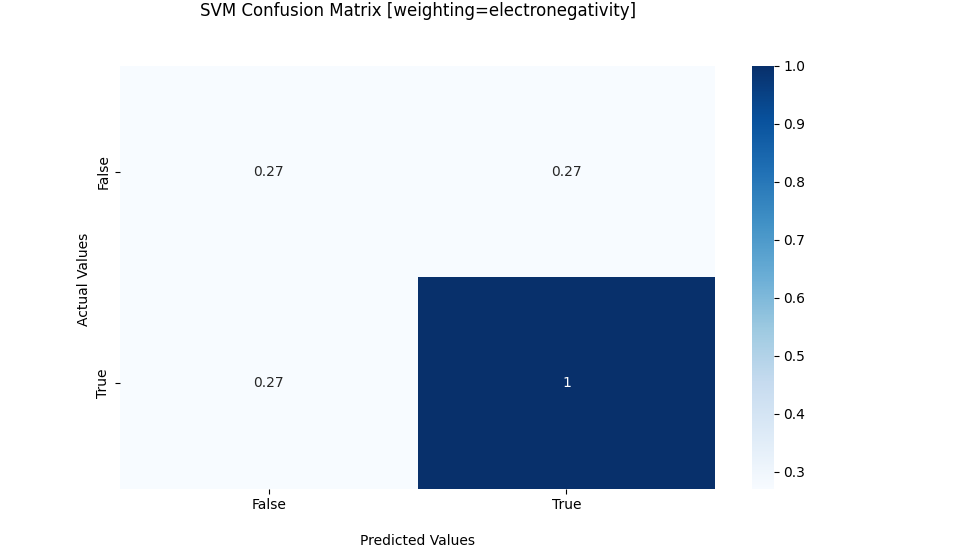 SVM Confusion Matrix [weighting=electronegativity]
Actual Values
False
True
0.27
0.27
0.27
1
False
True
Predicted Values
1.0
0.9
0.8
0.7
0.6
0.5
0.4
0.3